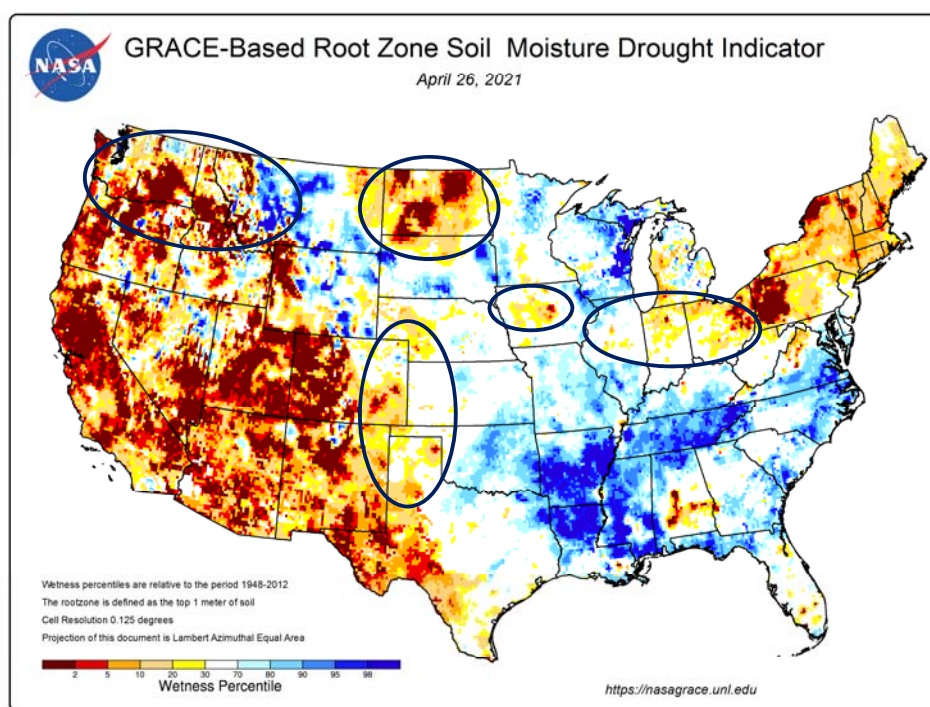 NASA
GRACE-Based Root Zone Soil Moisture Drought Indicator
April 26, 2021
Wetness percentiles are relative to the period 1948-2012
The rootzone is defined as the top 1 meter of soil
Cell Resolution 0.125 degrees
Projection of this document is Lambert Azimuthal Equal Area
2 5 10 20 30 70 80 90 95 98
Wetness Percentile
https://nasagrace.unl.edu